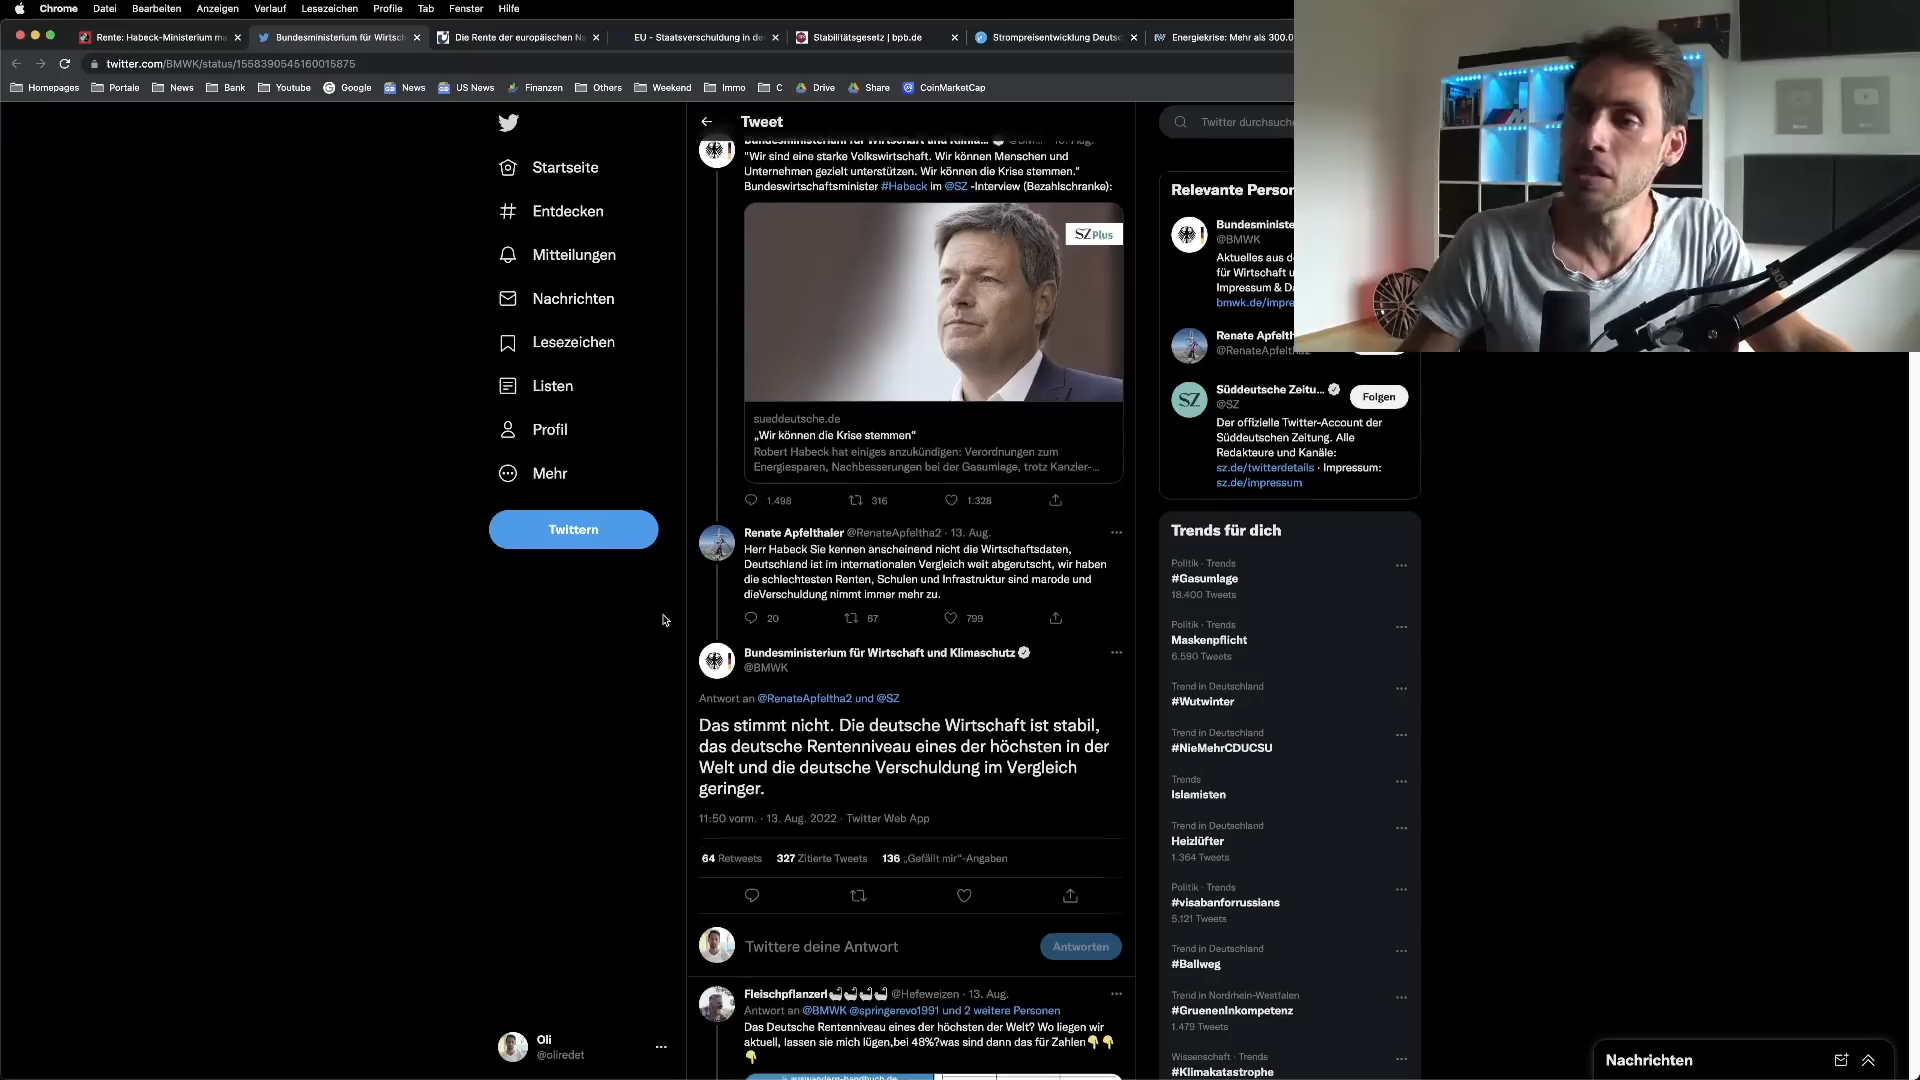 Chrome Datei Bearbeiten Anzeigen Verlauf Lesezeichen Profile Tab Fenster Hilfe
Rente: Habeck-Ministerium ma
Bundesministerium für Wirtsch
Die Rente der europäischen Na
EU - Staatsverschuldung in de
Stabilitätsgesetz | bpb.de
Strompreisentwicklung Deutsc
Energiekrise: Mehr als 300.0
twitter.com/BMWK/status/1558390545160015875
Homepages Portale News Bank Youtube Google News US News Finanzen Others Weekend Immo C Drive Share CoinMarketCap
Startseite
Entdecken
Mitteilungen
Nachrichten
Lesezeichen
Listen
Profil
Mehr
Twittern
Oli
@oliredet
Tweet
"Wir sind eine starke Volkswirtschaft. Wir können Menschen und
Unternehmen gezielt unterstützen. Wir können die Krise stemmen."
Bundeswirtschaftsminister #Habeck im @SZ -Interview (Bezahlschranke):
SZ Plus
sueddeutsche.de
„Wir können die Krise stemmen“
Robert Habeck hat einiges anzukündigen: Verordnungen zum
Energiesparen, Nachbesserungen bei der Gasumlage, trotz Kanzler-...
1.498 316 1.328
Renate Apfelthaler @RenateApfeltha2 · 13. Aug.
Herr Habeck Sie kennen anscheinend nicht die Wirtschaftsdaten,
Deutschland ist im internationalen Vergleich weit abgerutscht, wir haben
die schlechtesten Renten, Schulen und Infrastruktur sind marode und
dieVerschuldung nimmt immer mehr zu.
20 67 799
Bundesministerium für Wirtschaft und Klimaschutz
@BMWK
Antwort an @RenateApfeltha2 und @SZ
Das stimmt nicht. Die deutsche Wirtschaft ist stabil,
das deutsche Rentenniveau eines der höchsten in der
Welt und die deutsche Verschuldung im Vergleich
geringer.
11:50 vorm. · 13. Aug. 2022 · Twitter Web App
64 Retweets 327 Zitierte Tweets 136 „Gefällt mir“-Angaben
Twittere deine Antwort
Antworten
Fleischpflanzerl @Hefeweizen · 13. Aug.
Antwort an @BMWK @springerevo1991 und 2 weitere Personen
Das Deutsche Rentenniveau eines der höchsten der Welt? Wo liegen wir
aktuell, lassen sie mich lügen,bei 48%?was sind dann das für Zahlen
auswandern-handbuch.de
Twitter durchsuche
Relevante Person
Bundesministe
@BMWK
Aktuelles aus d
für Wirtschaft u
Impressum & Da
bmwk.de/impre
Renate Apfelth
@RenateApfeltha2
Süddeutsche Zeitu...
@SZ
Folgen
Der offizielle Twitter-Account der
Süddeutschen Zeitung. Alle
Redakteure und Kanäle:
sz.de/twitterdetails · Impressum:
sz.de/impressum
Trends für dich
Politik · Trends
#Gasumlage
18.400 Tweets
Politik · Trends
Maskenpflicht
6.590 Tweets
Trend in Deutschland
#Wutwinter
Trend in Deutschland
#NieMehrCDUCSU
Trends
Islamisten
Trend in Deutschland
Heizlüfter
1.364 Tweets
Politik · Trends
#visabanforrussians
5.121 Tweets
Trend in Deutschland
#Ballweg
Trend in Nordrhein-Westfalen
#GruenenInkompetenz
1.479 Tweets
Wissenschaft · Trends
#Klimakatastrophe
Nachrichten